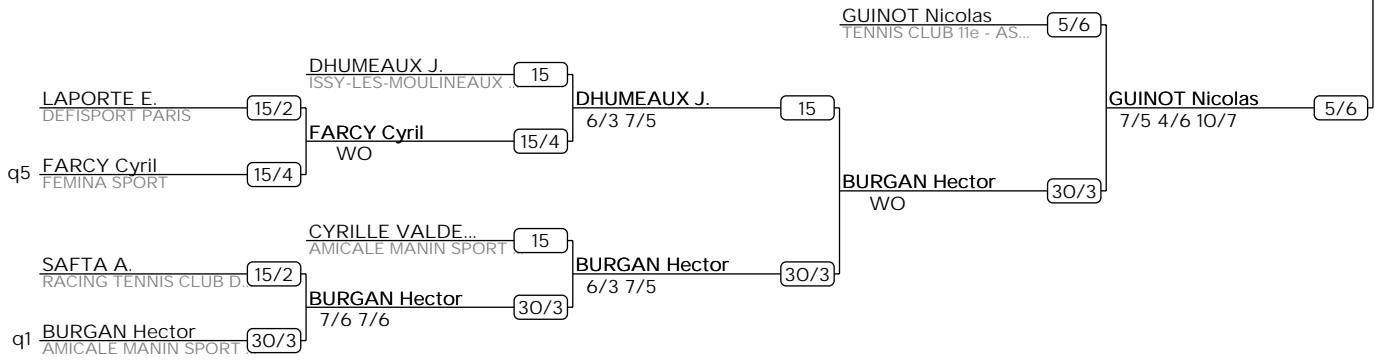 GUINOT Nicolas 5/6
TENNIS CLUB 11e - AS...
DHUMEAUX J. 15
ISSY-LES-MOULINEAUX ...
LAPORTE E. 15/2
DEFISPORT PARIS
DHUMEAUX J. 15
6/3 7/5
GUINOT Nicolas 5/6
7/5 4/6 10/7
FARCY Cyril 15/4
WO
q5 FARCY Cyril 15/4
FEMINA SPORT
BURGAN Hector 30/3
WO
CYRILLE VALDE... 15
AMICALE MANIN SPORT ...
SAFTA A. 15/2
RACING TENNIS CLUB D...
BURGAN Hector 30/3
6/3 7/5
BURGAN Hector 30/3
7/6 7/6
q1 BURGAN Hector 30/3
AMICALE MANIN SPORT ...